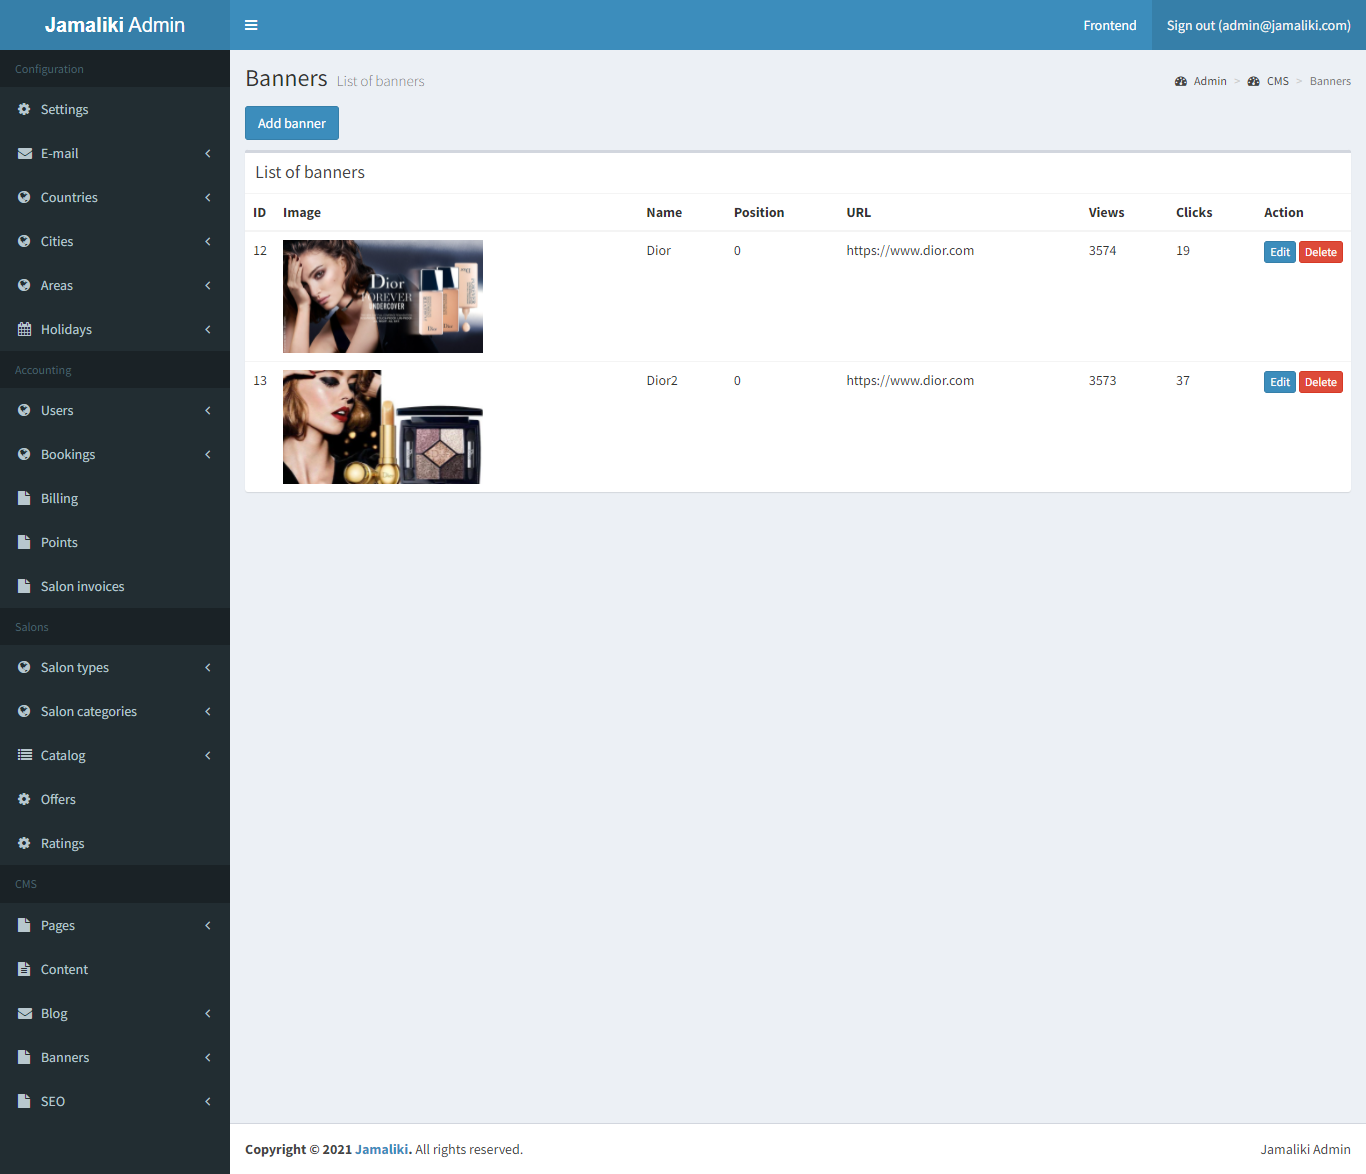 Jamaliki Admin
Frontend
Sign out (admin@jamaliki.com)
Configuration
Settings
E-mail
Countries
Cities
Areas
Holidays
Accounting
Users
Bookings
Billing
Points
Salon invoices
Salons
Salon types
Salon categories
Catalog
Offers
Ratings
CMS
Pages
Content
Blog
Banners
SEO
Banners List of banners
Admin > CMS > Banners
Add banner
List of banners
ID Image Name Position URL Views Clicks Action
12 Dior 0 https://www.dior.com 3574 19 Edit Delete
Dior
FOREVER
UNDERCOVER
13 Dior2 0 https://www.dior.com 3573 37 Edit Delete
Copyright © 2021 Jamaliki. All rights reserved.
Jamaliki Admin